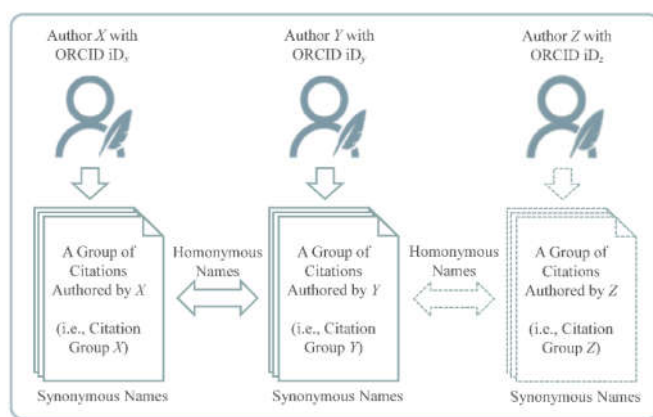 Author X with
ORCID iDx
Author Y with
ORCID iDy
Author Z with
ORCID iDz
A Group of
Citations
Authored by X
(i.e., Citation
Group X)
Homonymous
Names
A Group of
Citations
Authored by Y
(i.e., Citation
Group Y)
Homonymous
Names
A Group of
Citations
Authored by Z
(i.e., Citation
Group Z)
Synonymous Names
Synonymous Names
Synonymous Names